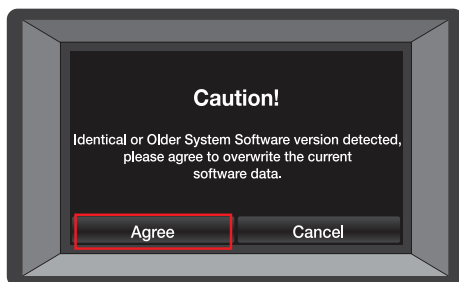 Caution!
Identical or Older System Software version detected,
please agree to overwrite the current
software data.
Agree
Cancel